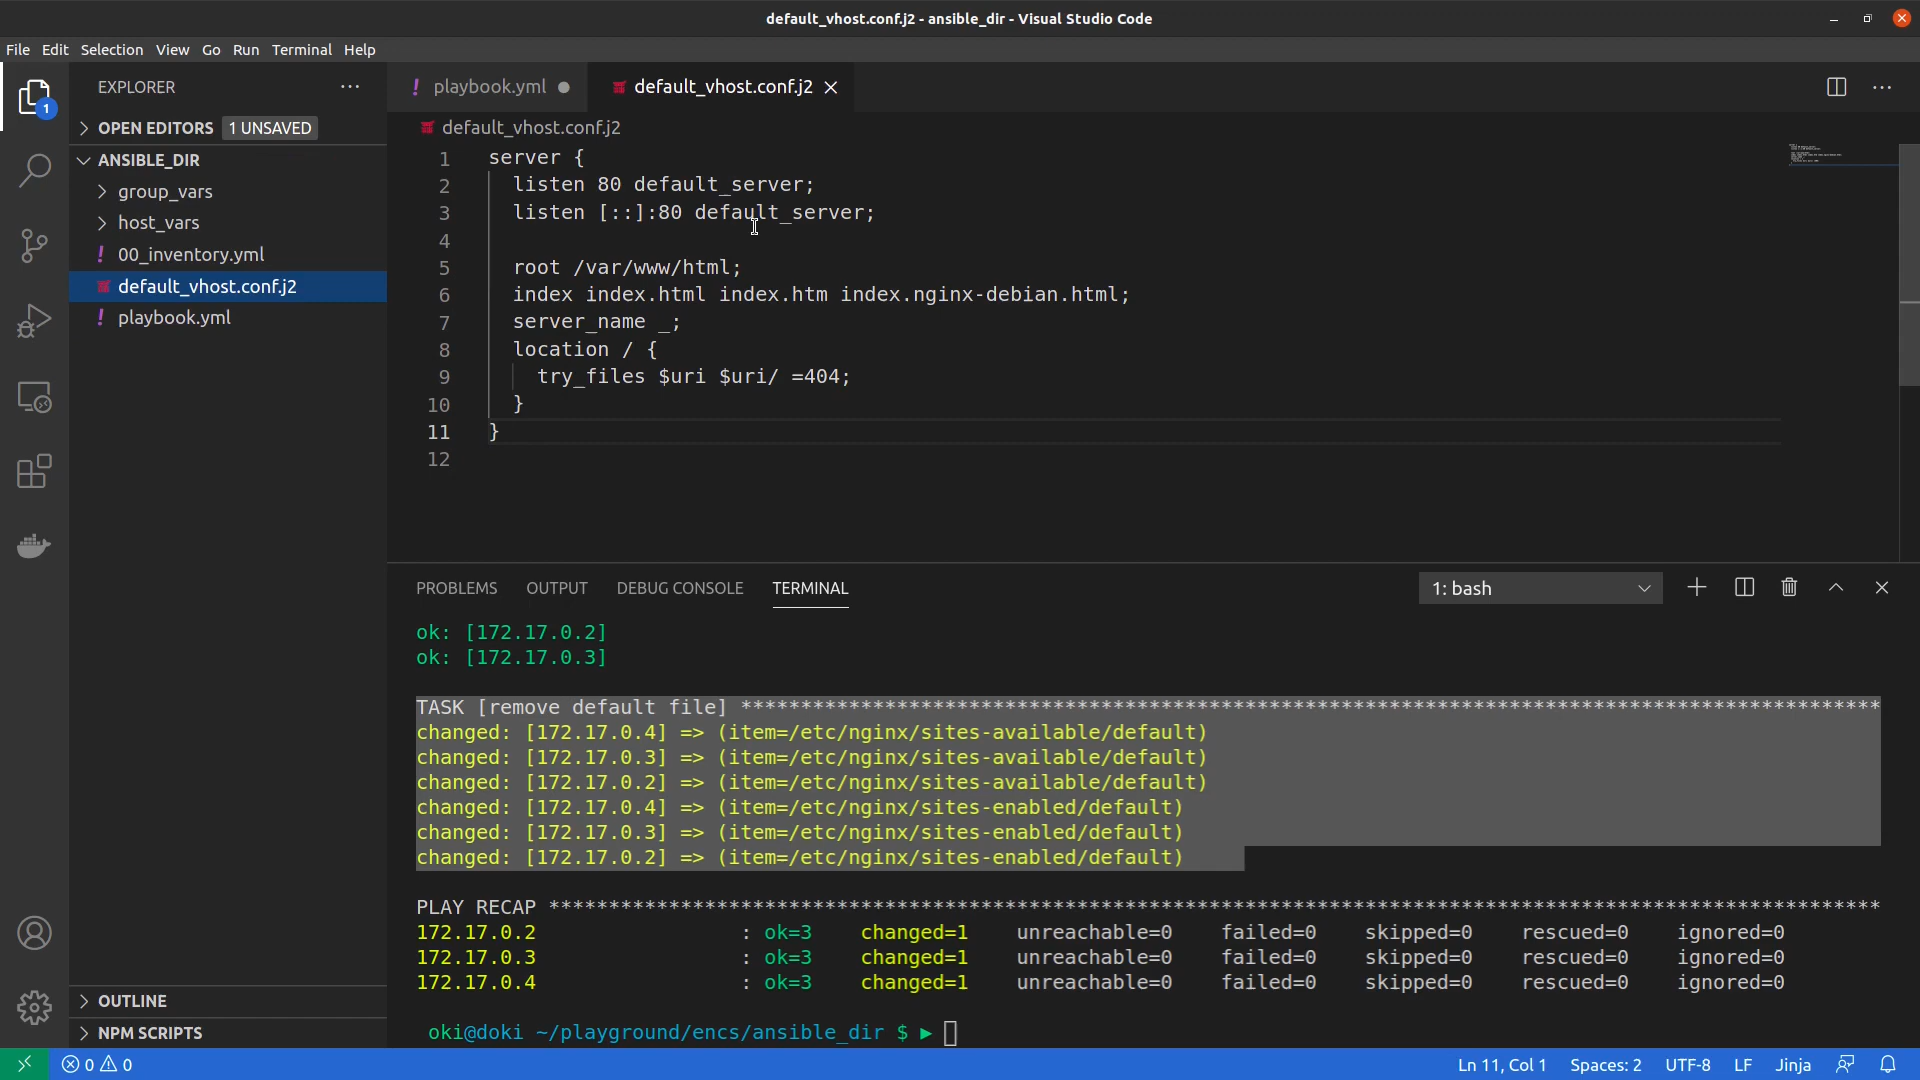 default_vhost.conf.j2 - ansible_dir - Visual Studio Code
File Edit Selection View Go Run Terminal Help
EXPLORER
1
OPEN EDITORS 1 UNSAVED
ANSIBLE_DIR
group_vars
host_vars
! 00_inventory.yml
default_vhost.conf.j2
! playbook.yml
OUTLINE
NPM SCRIPTS
! playbook.yml
default_vhost.conf.j2
default_vhost.conf.j2
1 server {
2 listen 80 default_server;
3 listen [::]:80 default_server;
4
5 root /var/www/html;
6 index index.html index.htm index.nginx-debian.html;
7 server_name _;
8 location / {
9 try_files $uri $uri/ =404;
10 }
11 }
12
PROBLEMS OUTPUT DEBUG CONSOLE TERMINAL 1: bash
ok: [172.17.0.2]
ok: [172.17.0.3]
TASK [remove default file] ***********************************************************************************************
changed: [172.17.0.4] => (item=/etc/nginx/sites-available/default)
changed: [172.17.0.3] => (item=/etc/nginx/sites-available/default)
changed: [172.17.0.2] => (item=/etc/nginx/sites-available/default)
changed: [172.17.0.4] => (item=/etc/nginx/sites-enabled/default)
changed: [172.17.0.3] => (item=/etc/nginx/sites-enabled/default)
changed: [172.17.0.2] => (item=/etc/nginx/sites-enabled/default)
PLAY RECAP ***************************************************************************************************************
172.17.0.2 : ok=3 changed=1 unreachable=0 failed=0 skipped=0 rescued=0 ignored=0
172.17.0.3 : ok=3 changed=1 unreachable=0 failed=0 skipped=0 rescued=0 ignored=0
172.17.0.4 : ok=3 changed=1 unreachable=0 failed=0 skipped=0 rescued=0 ignored=0
oki@doki ~/playground/encs/ansible_dir $ ▶
0 0 Ln 11, Col 1 Spaces: 2 UTF-8 LF Jinja